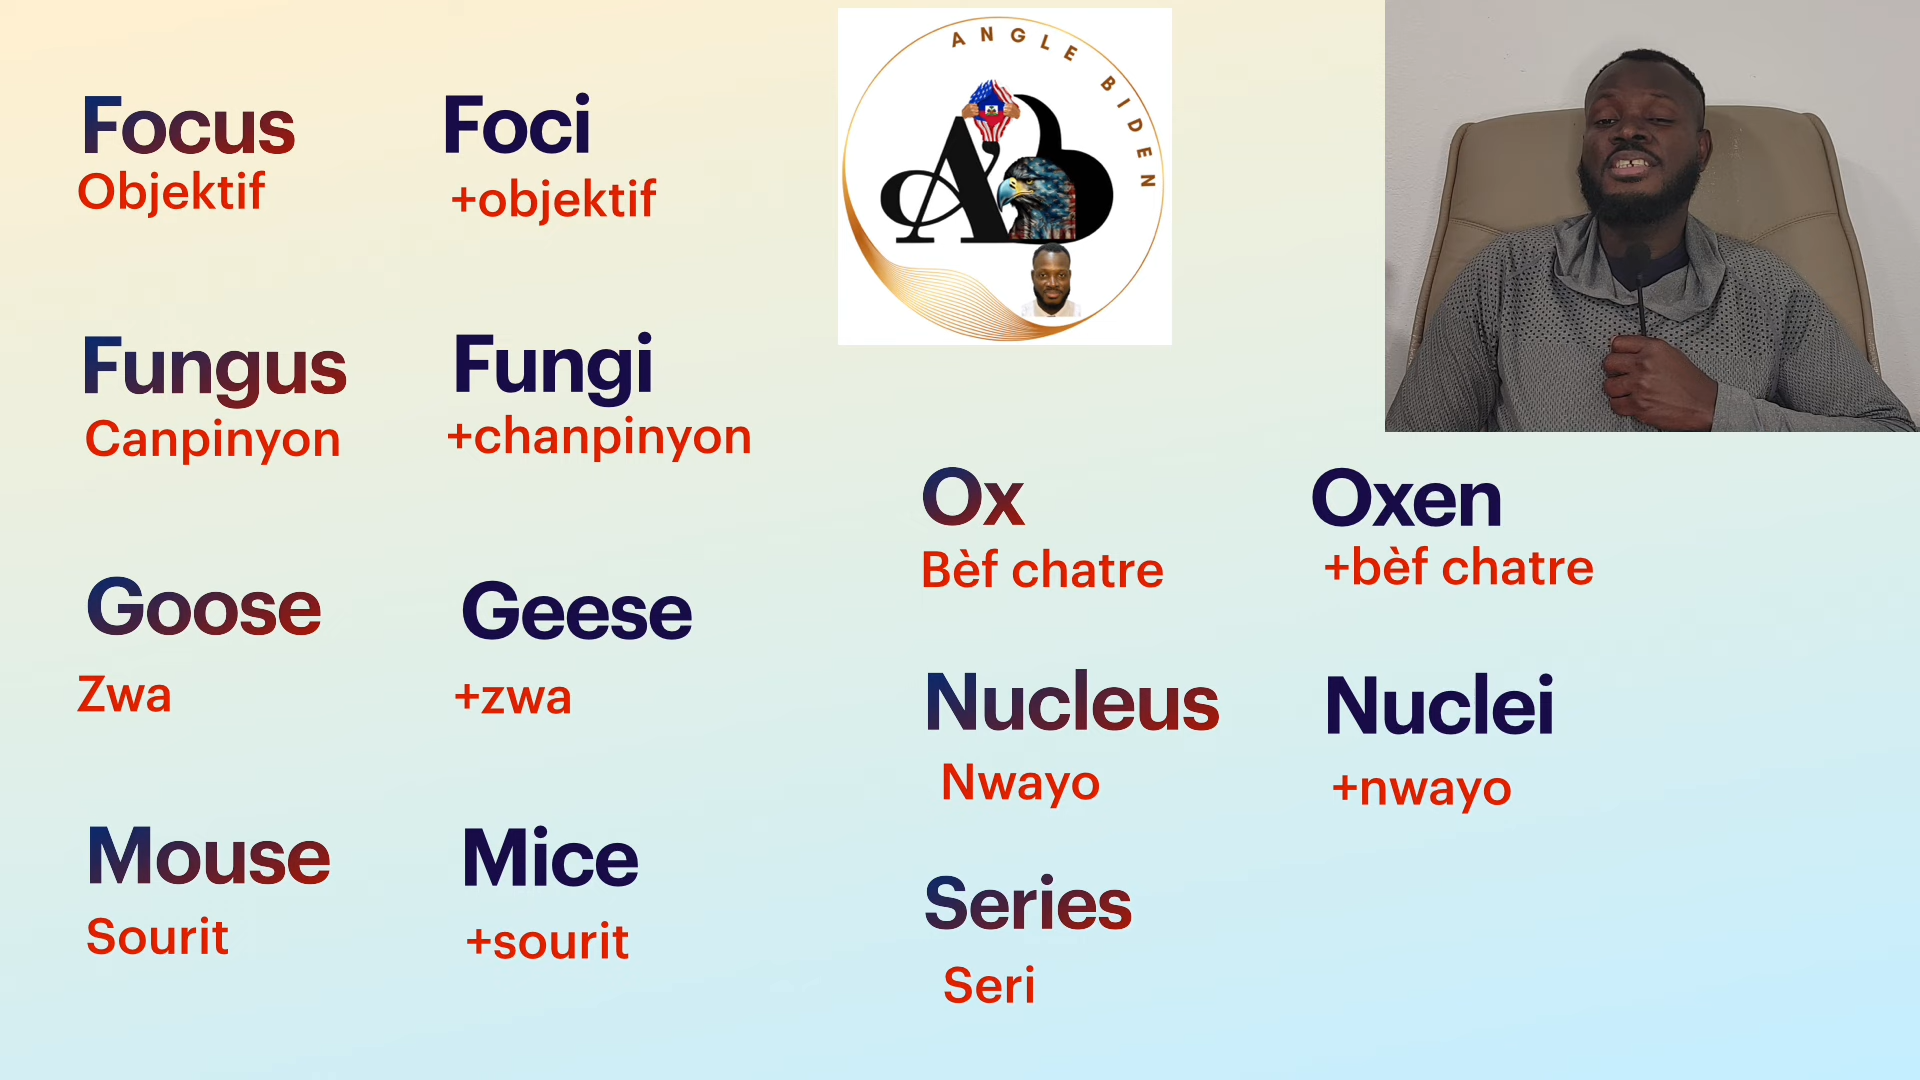 ANGLE BIDEN
AB
Focus Foci
Objektif +objektif
Fungus Fungi
Canpinyon +chanpinyon
Goose Geese
Zwa +zwa
Mouse Mice
Sourit +sourit
Ox Oxen
Bèf chatre +bèf chatre
Nucleus Nuclei
Nwayo +nwayo
Series
Seri